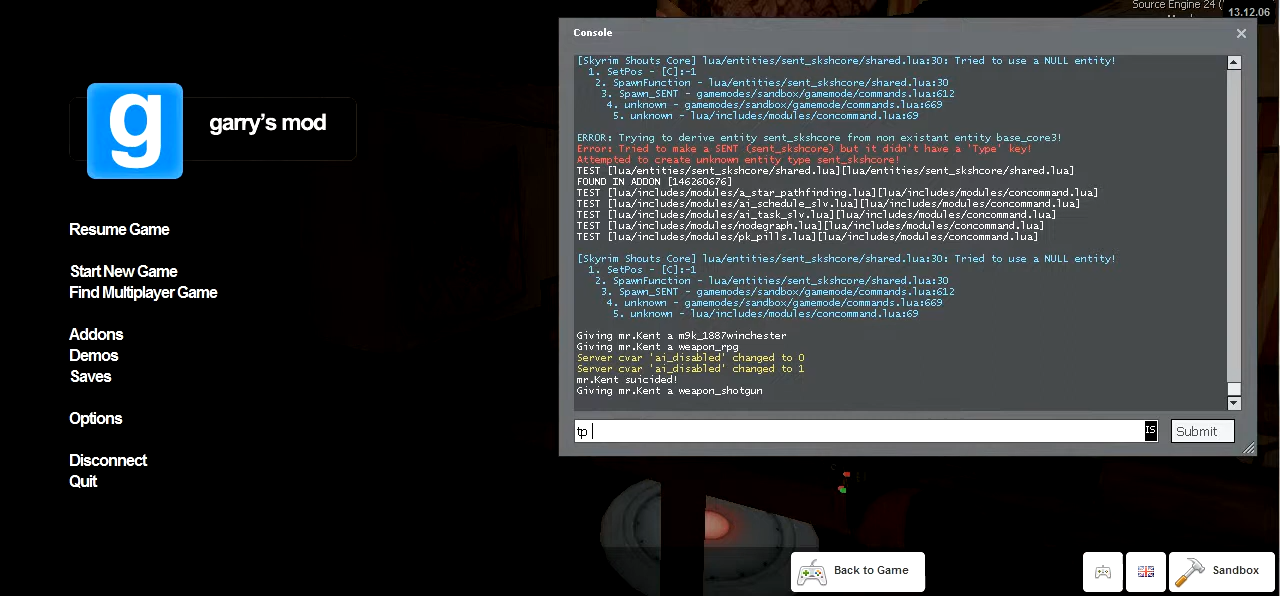 Source Engine 24 (
13.12.06
g
garry's mod
Resume Game
Start New Game
Find Multiplayer Game
Addons
Demos
Saves
Options
Disconnect
Quit
Console
[Skyrim Shouts Core] lua/entities/sent_skshcore/shared.lua:30: Tried to use a NULL entity!
1. SetPos - [C]:-1
2. SpawnFunction - lua/entities/sent_skshcore/shared.lua:30
3. Spawn_SENT - gamemodes/sandbox/gamemode/commands.lua:612
4. unknown - gamemodes/sandbox/gamemode/commands.lua:669
5. unknown - lua/includes/modules/concommand.lua:69
ERROR: Trying to derive entity sent_skshcore from non existant entity base_core3!
Error: Tried to make a SENT (sent_skshcore) but it didn't have a 'Type' key!
Attempted to create unknown entity type sent_skshcore!
TEST [lua/entities/sent_skshcore/shared.lua][lua/entities/sent_skshcore/shared.lua]
FOUND IN ADDON [146260676]
TEST [lua/includes/modules/a_star_pathfinding.lua][lua/includes/modules/concommand.lua]
TEST [lua/includes/modules/ai_schedule_slv.lua][lua/includes/modules/concommand.lua]
TEST [lua/includes/modules/ai_task_slv.lua][lua/includes/modules/concommand.lua]
TEST [lua/includes/modules/nodegraph.lua][lua/includes/modules/concommand.lua]
TEST [lua/includes/modules/pk_pills.lua][lua/includes/modules/concommand.lua]
[Skyrim Shouts Core] lua/entities/sent_skshcore/shared.lua:30: Tried to use a NULL entity!
1. SetPos - [C]:-1
2. SpawnFunction - lua/entities/sent_skshcore/shared.lua:30
3. Spawn_SENT - gamemodes/sandbox/gamemode/commands.lua:612
4. unknown - gamemodes/sandbox/gamemode/commands.lua:669
5. unknown - lua/includes/modules/concommand.lua:69
Giving mr.Kent a m9k_1887winchester
Giving mr.Kent a weapon_rpg
Server cvar 'ai_disabled' changed to 0
Server cvar 'ai_disabled' changed to 1
mr.Kent suicided!
Giving mr.Kent a weapon_shotgun
tp
IS
Submit
Back to Game
Sandbox